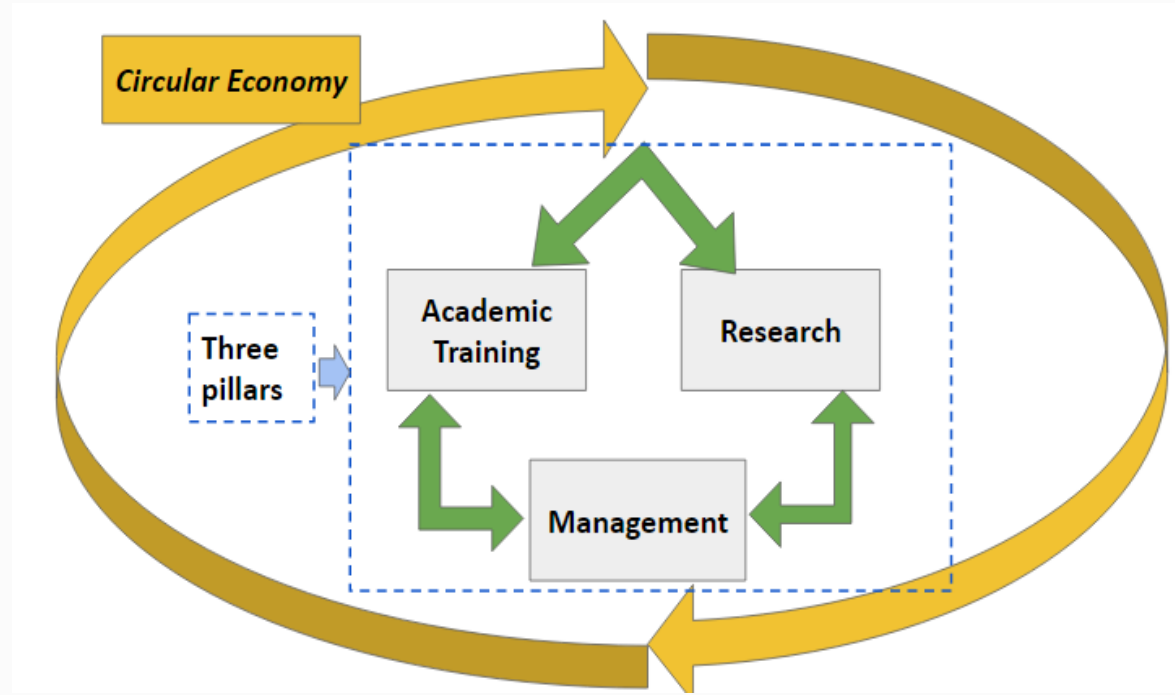 Circular Economy
Academic
Training
Research
Three
pillars
Management